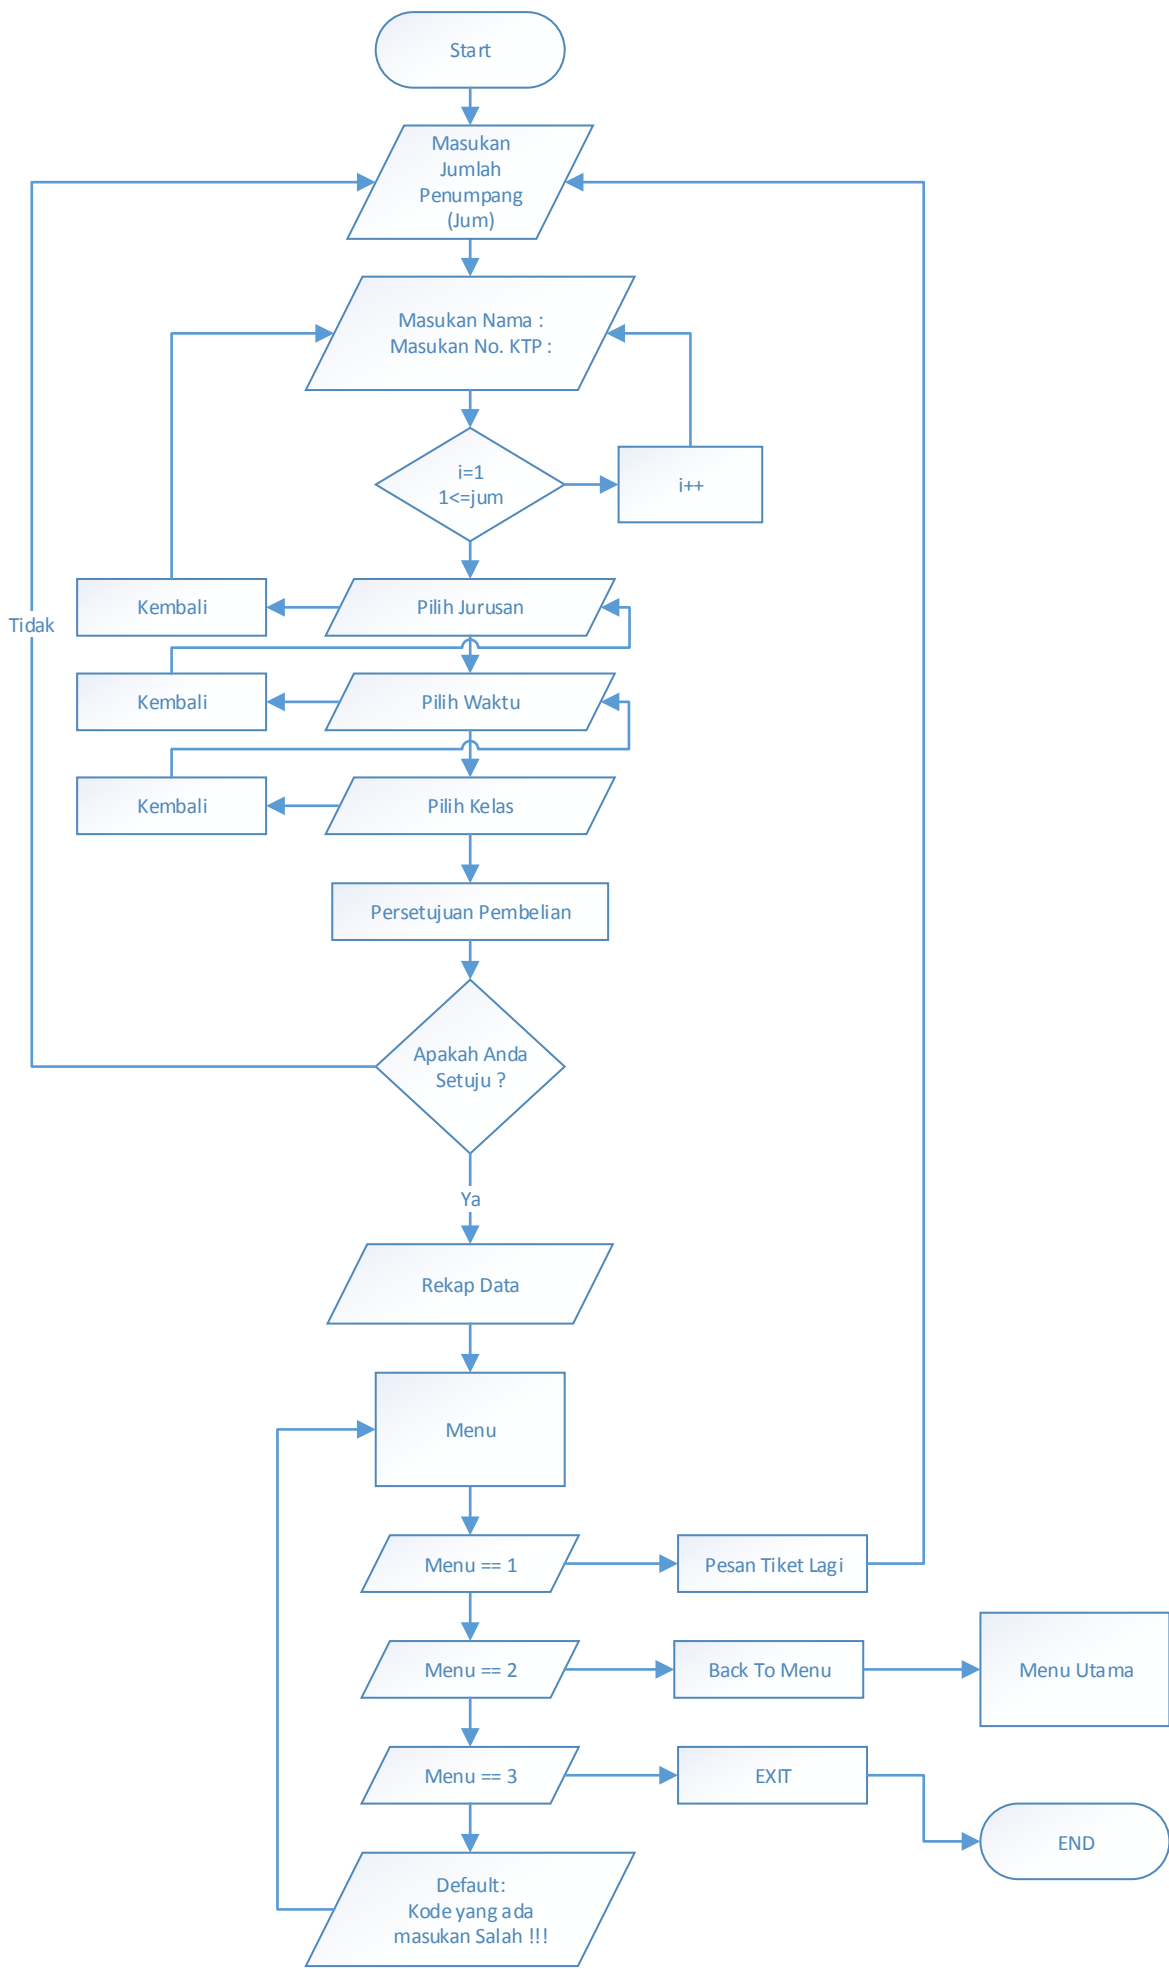 Start
Masukan
Jumlah
Penumpang
(Jum)
Masukan Nama :
Masukan No. KTP :
i=1
1<=jum
i++
Kembali
Pilih Jurusan
Tidak
Kembali
Pilih Waktu
Kembali
Pilih Kelas
Persetujuan Pembelian
Apakah Anda
Setuju ?
Ya
Rekap Data
Menu
Menu == 1
Pesan Tiket Lagi
Menu == 2
Back To Menu
Menu Utama
Menu == 3
EXIT
END
Default:
Kode yang ada
masukan Salah !!!